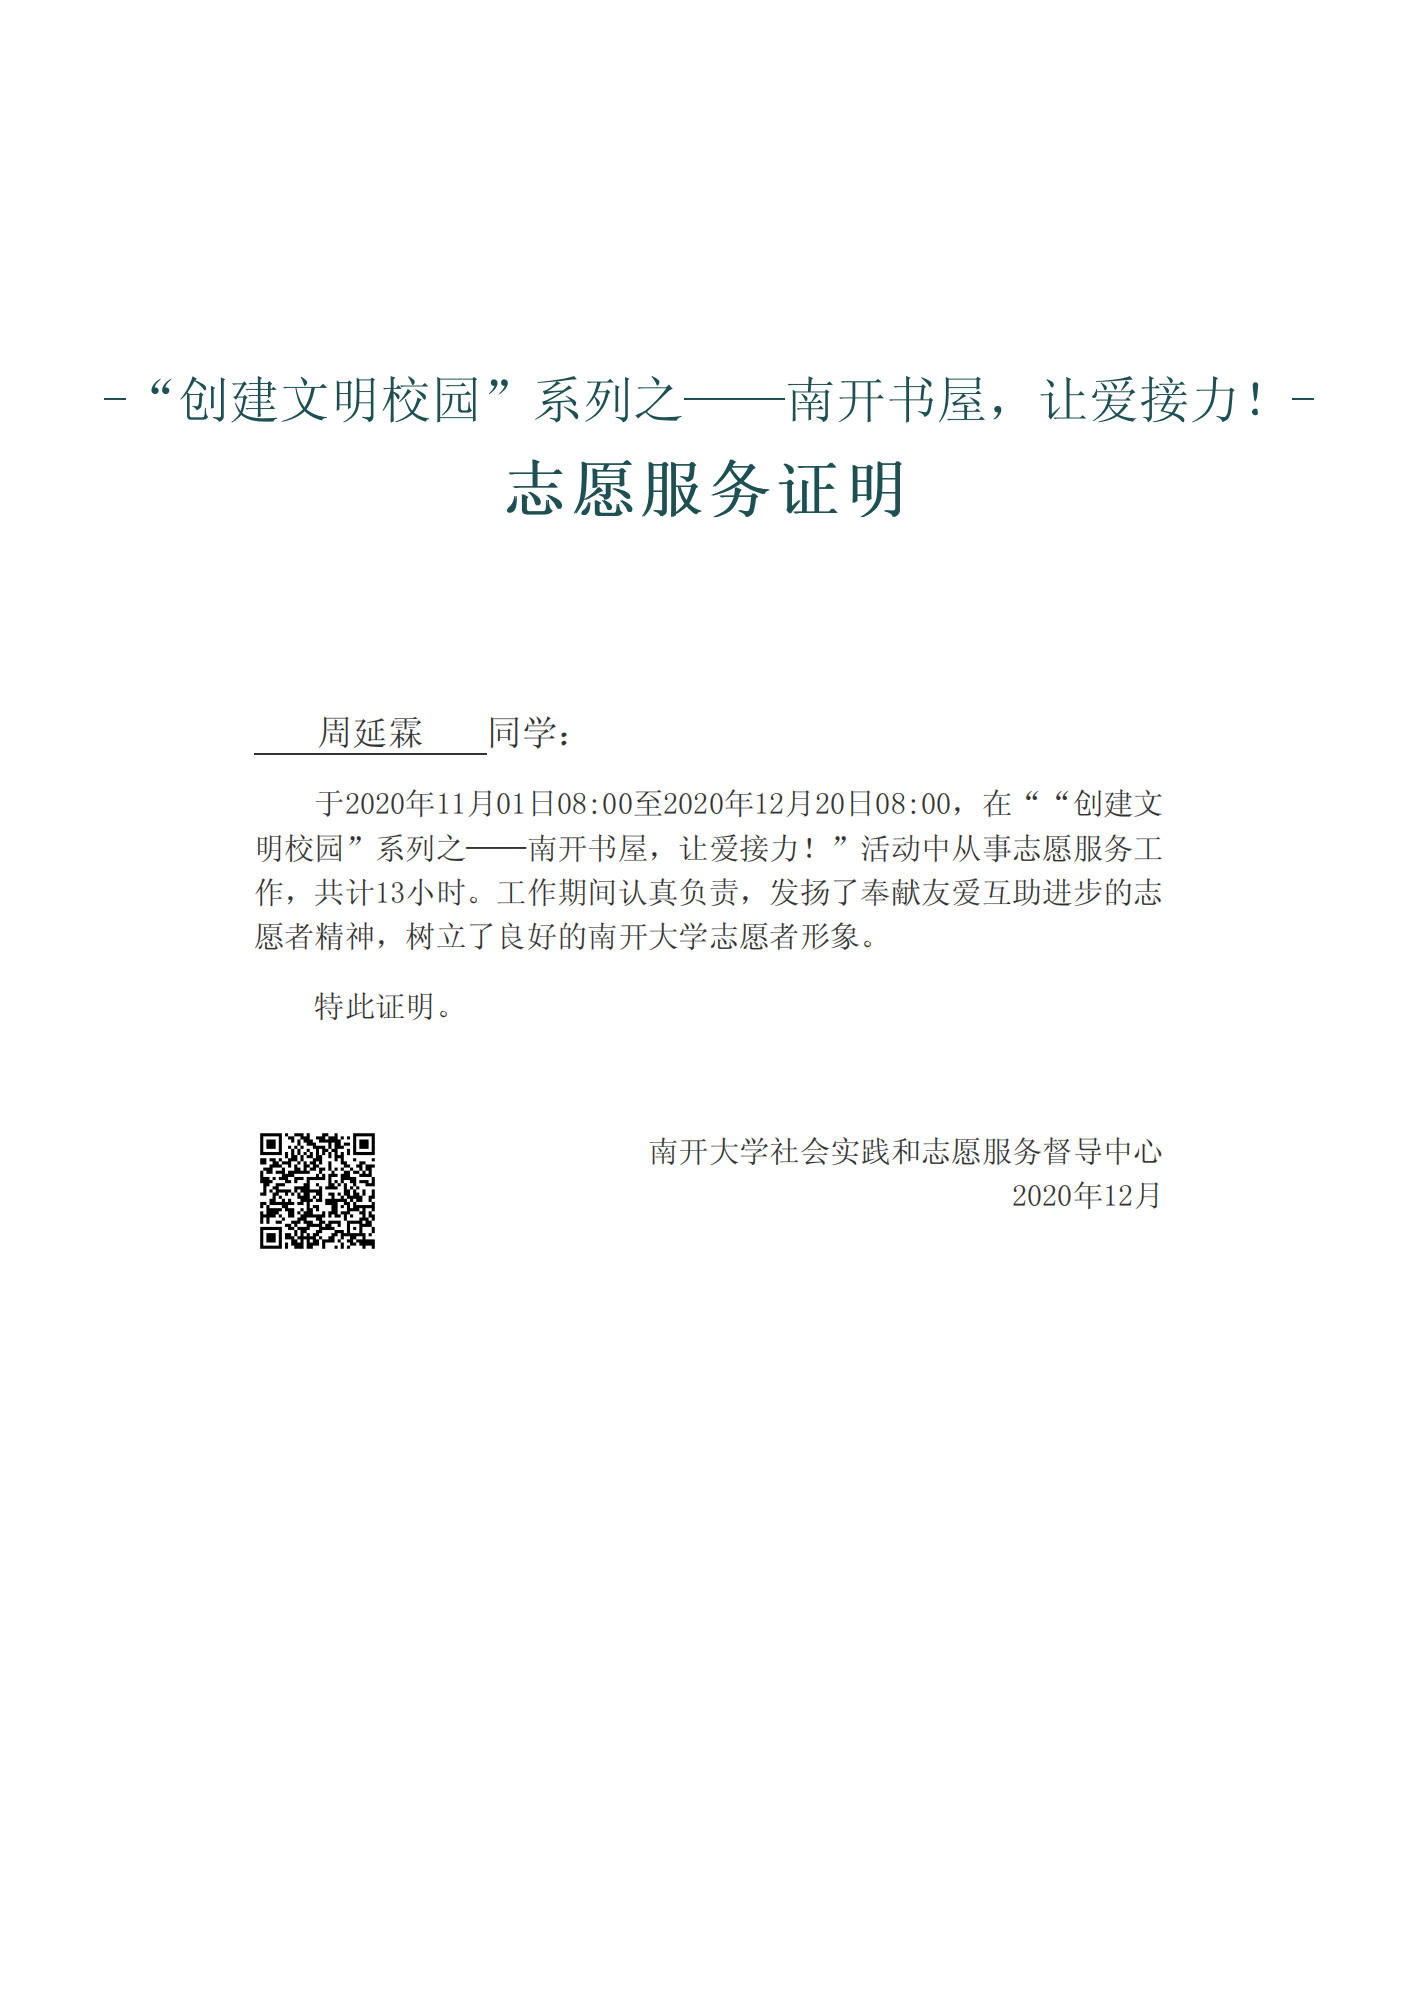 -“创建文明校园”系列之——南开书屋，让爱接力！-
志愿服务证明
周延霖 同学：
于2020年11月01日08:00至2020年12月20日08:00，在““创建文
明校园”系列之——南开书屋，让爱接力！”活动中从事志愿服务工
作，共计13小时。工作期间认真负责，发扬了奉献友爱互助进步的志
愿者精神，树立了良好的南开大学志愿者形象。
特此证明。
南开大学社会实践和志愿服务督导中心
2020年12月